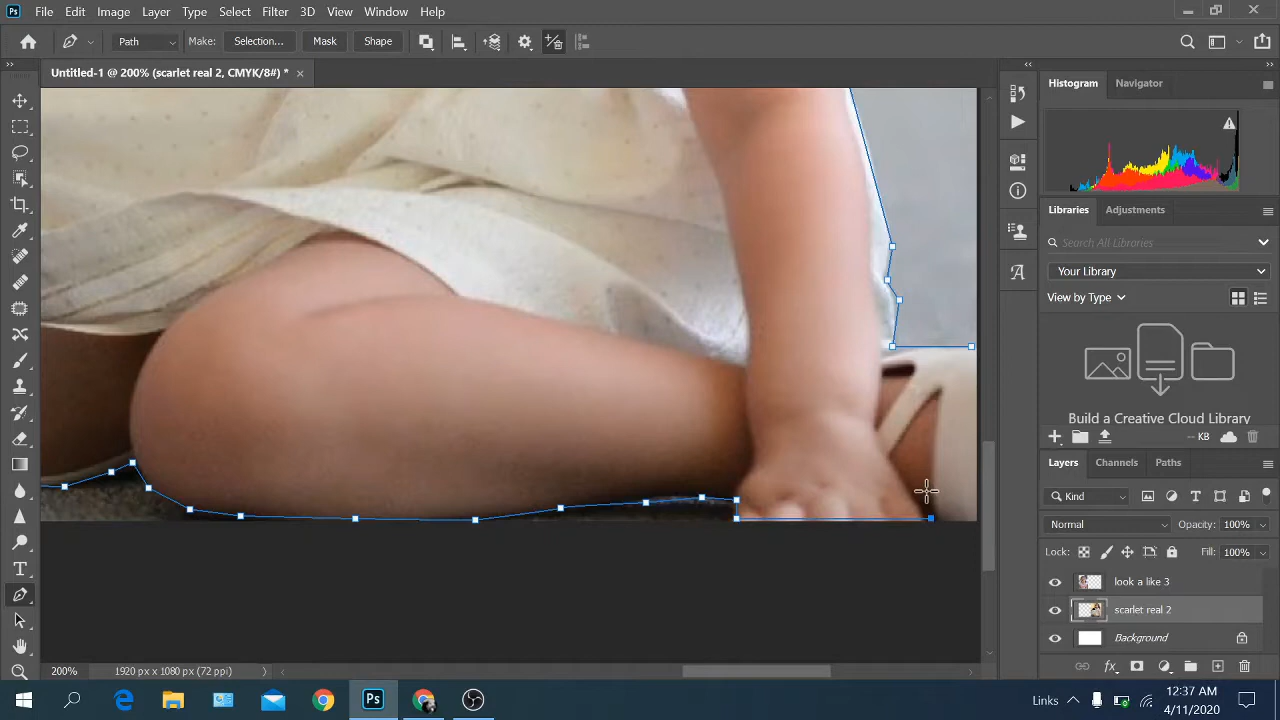 File Edit Image Layer Type Select Filter 3D View Window Help
Path Make: Selection... Mask Shape
Untitled-1 @ 200% (scarlet real 2, CMYK/8#) *
Histogram Navigator
Libraries Adjustments
Search All Libraries
Your Library
View by Type
Build a Creative Cloud Library
-- KB
Layers Channels Paths
Kind
Normal Opacity: 100%
Lock: Fill: 100%
look a like 3
scarlet real 2
Background
200% 1920 px x 1080 px (72 ppi)
Links 12:37 AM
4/11/2020